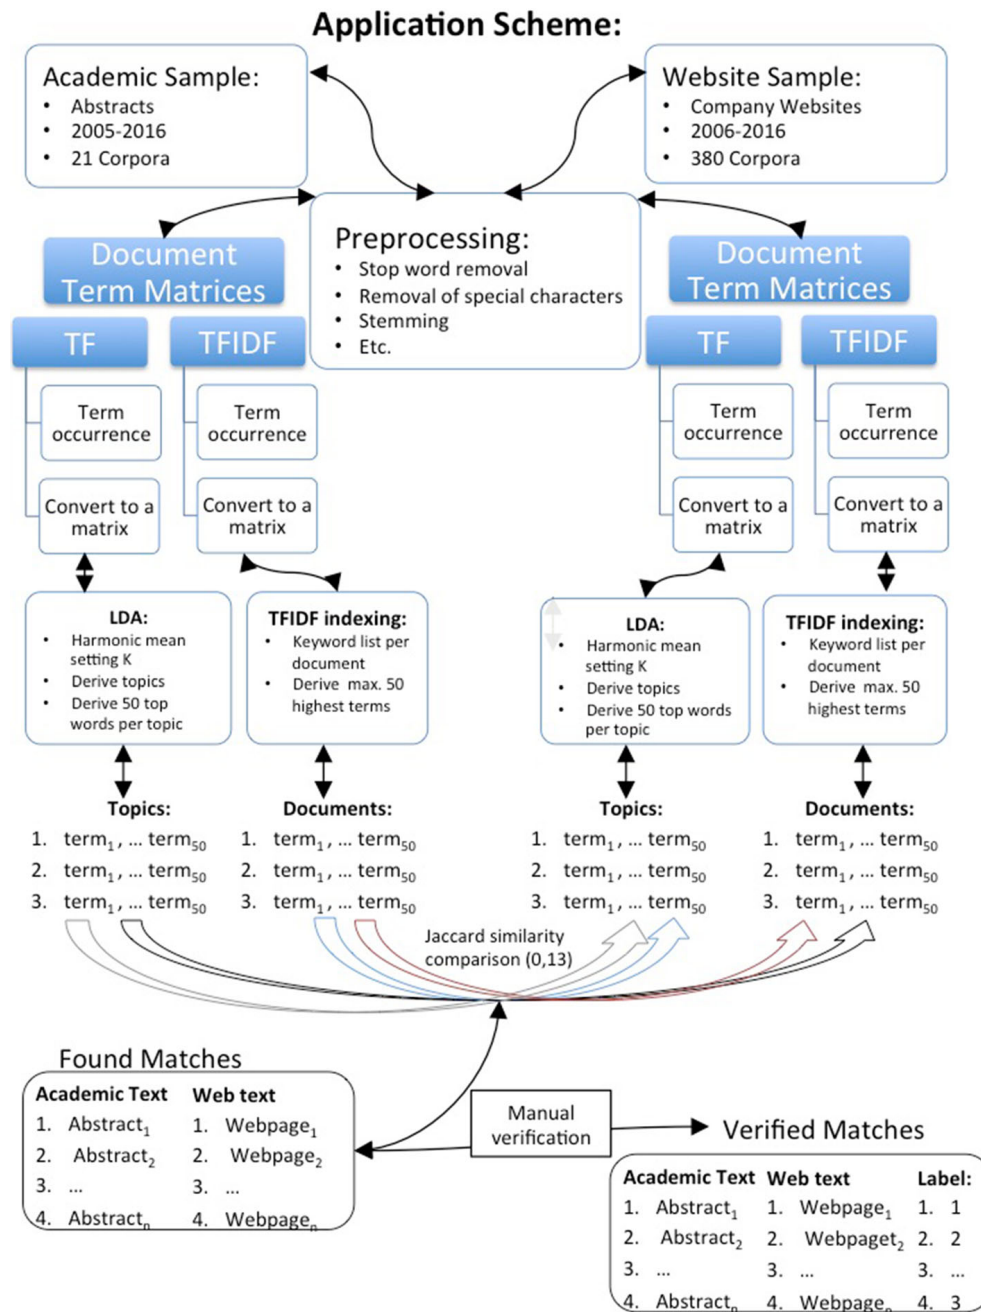 Application Scheme:
Academic Sample:
• Abstracts
• 2005-2016
• 21 Corpora
Website Sample:
• Company Websites
• 2006-2016
• 380 Corpora
Preprocessing:
• Stop word removal
• Removal of special characters
• Stemming
• Etc.
Document
Term Matrices
TF
TFIDF
Term
occurrence
Term
occurrence
Convert to a
matrix
Convert to a
matrix
Document
Term Matrices
TF
TFIDF
Term
occurrence
Term
occurrence
Convert to a
matrix
Convert to a
matrix
LDA:
• Harmonic mean
setting K
• Derive topics
• Derive 50 top
words per topic
TFIDF indexing:
• Keyword list per
document
• Derive max. 50
highest terms
LDA:
• Harmonic mean
setting K
• Derive topics
• Derive 50 top words
per topic
TFIDF indexing:
• Keyword list per
document
• Derive max. 50
highest terms
Topics:
1. term1 , ... term50
2. term1 , ... term50
3. term1 , ... term50
Documents:
1. term1 , ... term50
2. term1 , ... term50
3. term1 , ... term50
Topics:
1. term1 , ... term50
2. term1 , ... term50
3. term1 , ... term50
Documents:
1. term1 , ... term50
2. term1 , ... term50
3. term1 , ... term50
Jaccard similarity
comparison (0,13)
Found Matches
Academic Text Web text
1. Abstract1 1. Webpage1
2. Abstract2 2. Webpage2
3. ... 3. ...
4. Abstractn 4. Webpagen
Manual
verification
Verified Matches
Academic Text Web text Label:
1. Abstract1 1. Webpage1 1. 1
2. Abstract2 2. Webpaget2 2. 2
3. ... 3. ... 3. ...
4. Abstractn 4. Webpagen 4. 3